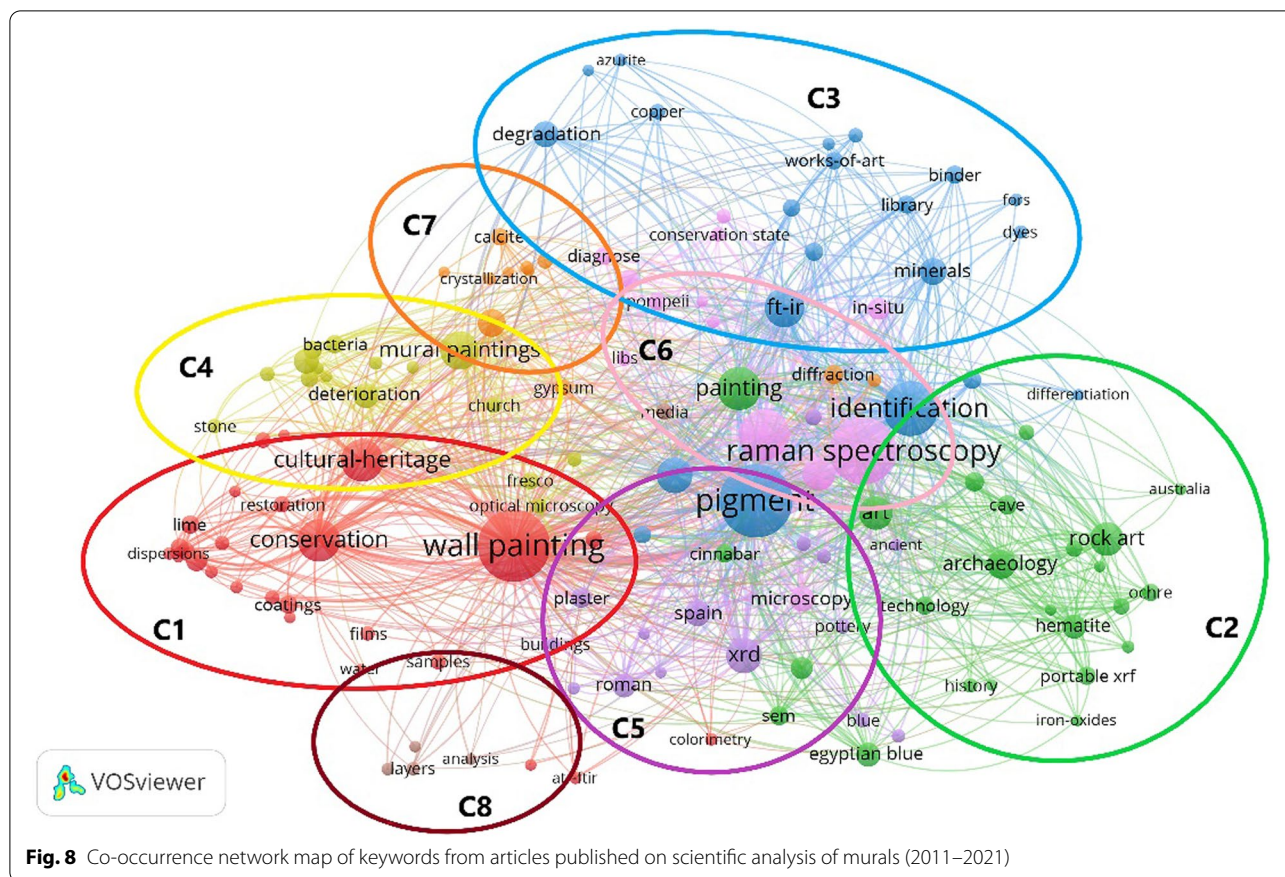 azurite
C3
copper
degradation
works-of-art
binder
library
fors
dyes
C7
calcite
conservation state
diagnose
minerals
crystallization
pompeii
ft-ir
in-situ
bacteria
mural paintings
C6
libs
C4
deterioration
gypsum
painting
diffraction
church
media
identification
differentiation
stone
raman spectroscopy
cultural-heritage
fresco
pigment
restoration
optical microscopy
art
cave
australia
lime
conservation
wall painting
rock art
dispersions
cinnabar
ancient
archaeology
coatings
plaster
spain
microscopy
technology
ochre
C1
films
pottery
hematite
C2
buildings
water
samples
xrd
roman
history
portable xrf
C5
sem
blue
iron-oxides
colorimetry
egyptian blue
analysis
layers
VOSviewer
C8
Fig. 8 Co-occurrence network map of keywords from articles published on scientific analysis of murals (2011–2021)